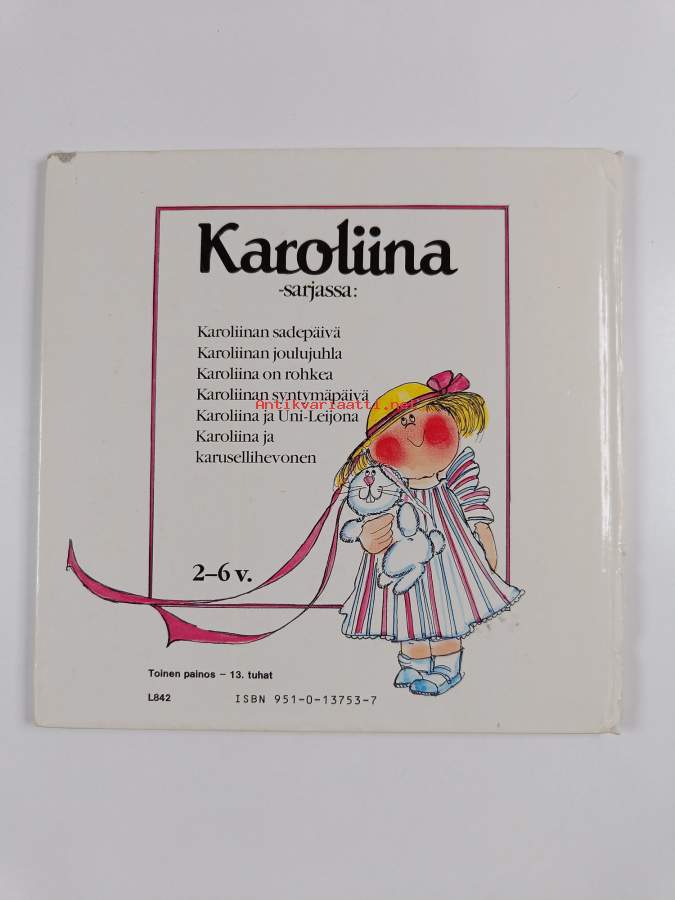 Karoliina
-sarjassa:
Karoliinan sadepäivä
Karoliinan joulujuhla
Karoliina on rohkea
Karoliinan syntymäpäivä
Antikvariaatti.net
Karoliina ja Uni-Leijona
Karoliina ja
karusellihevonen
2–6 v.
Toinen painos – 13. tuhat
L842 ISBN 951-0-13753-7